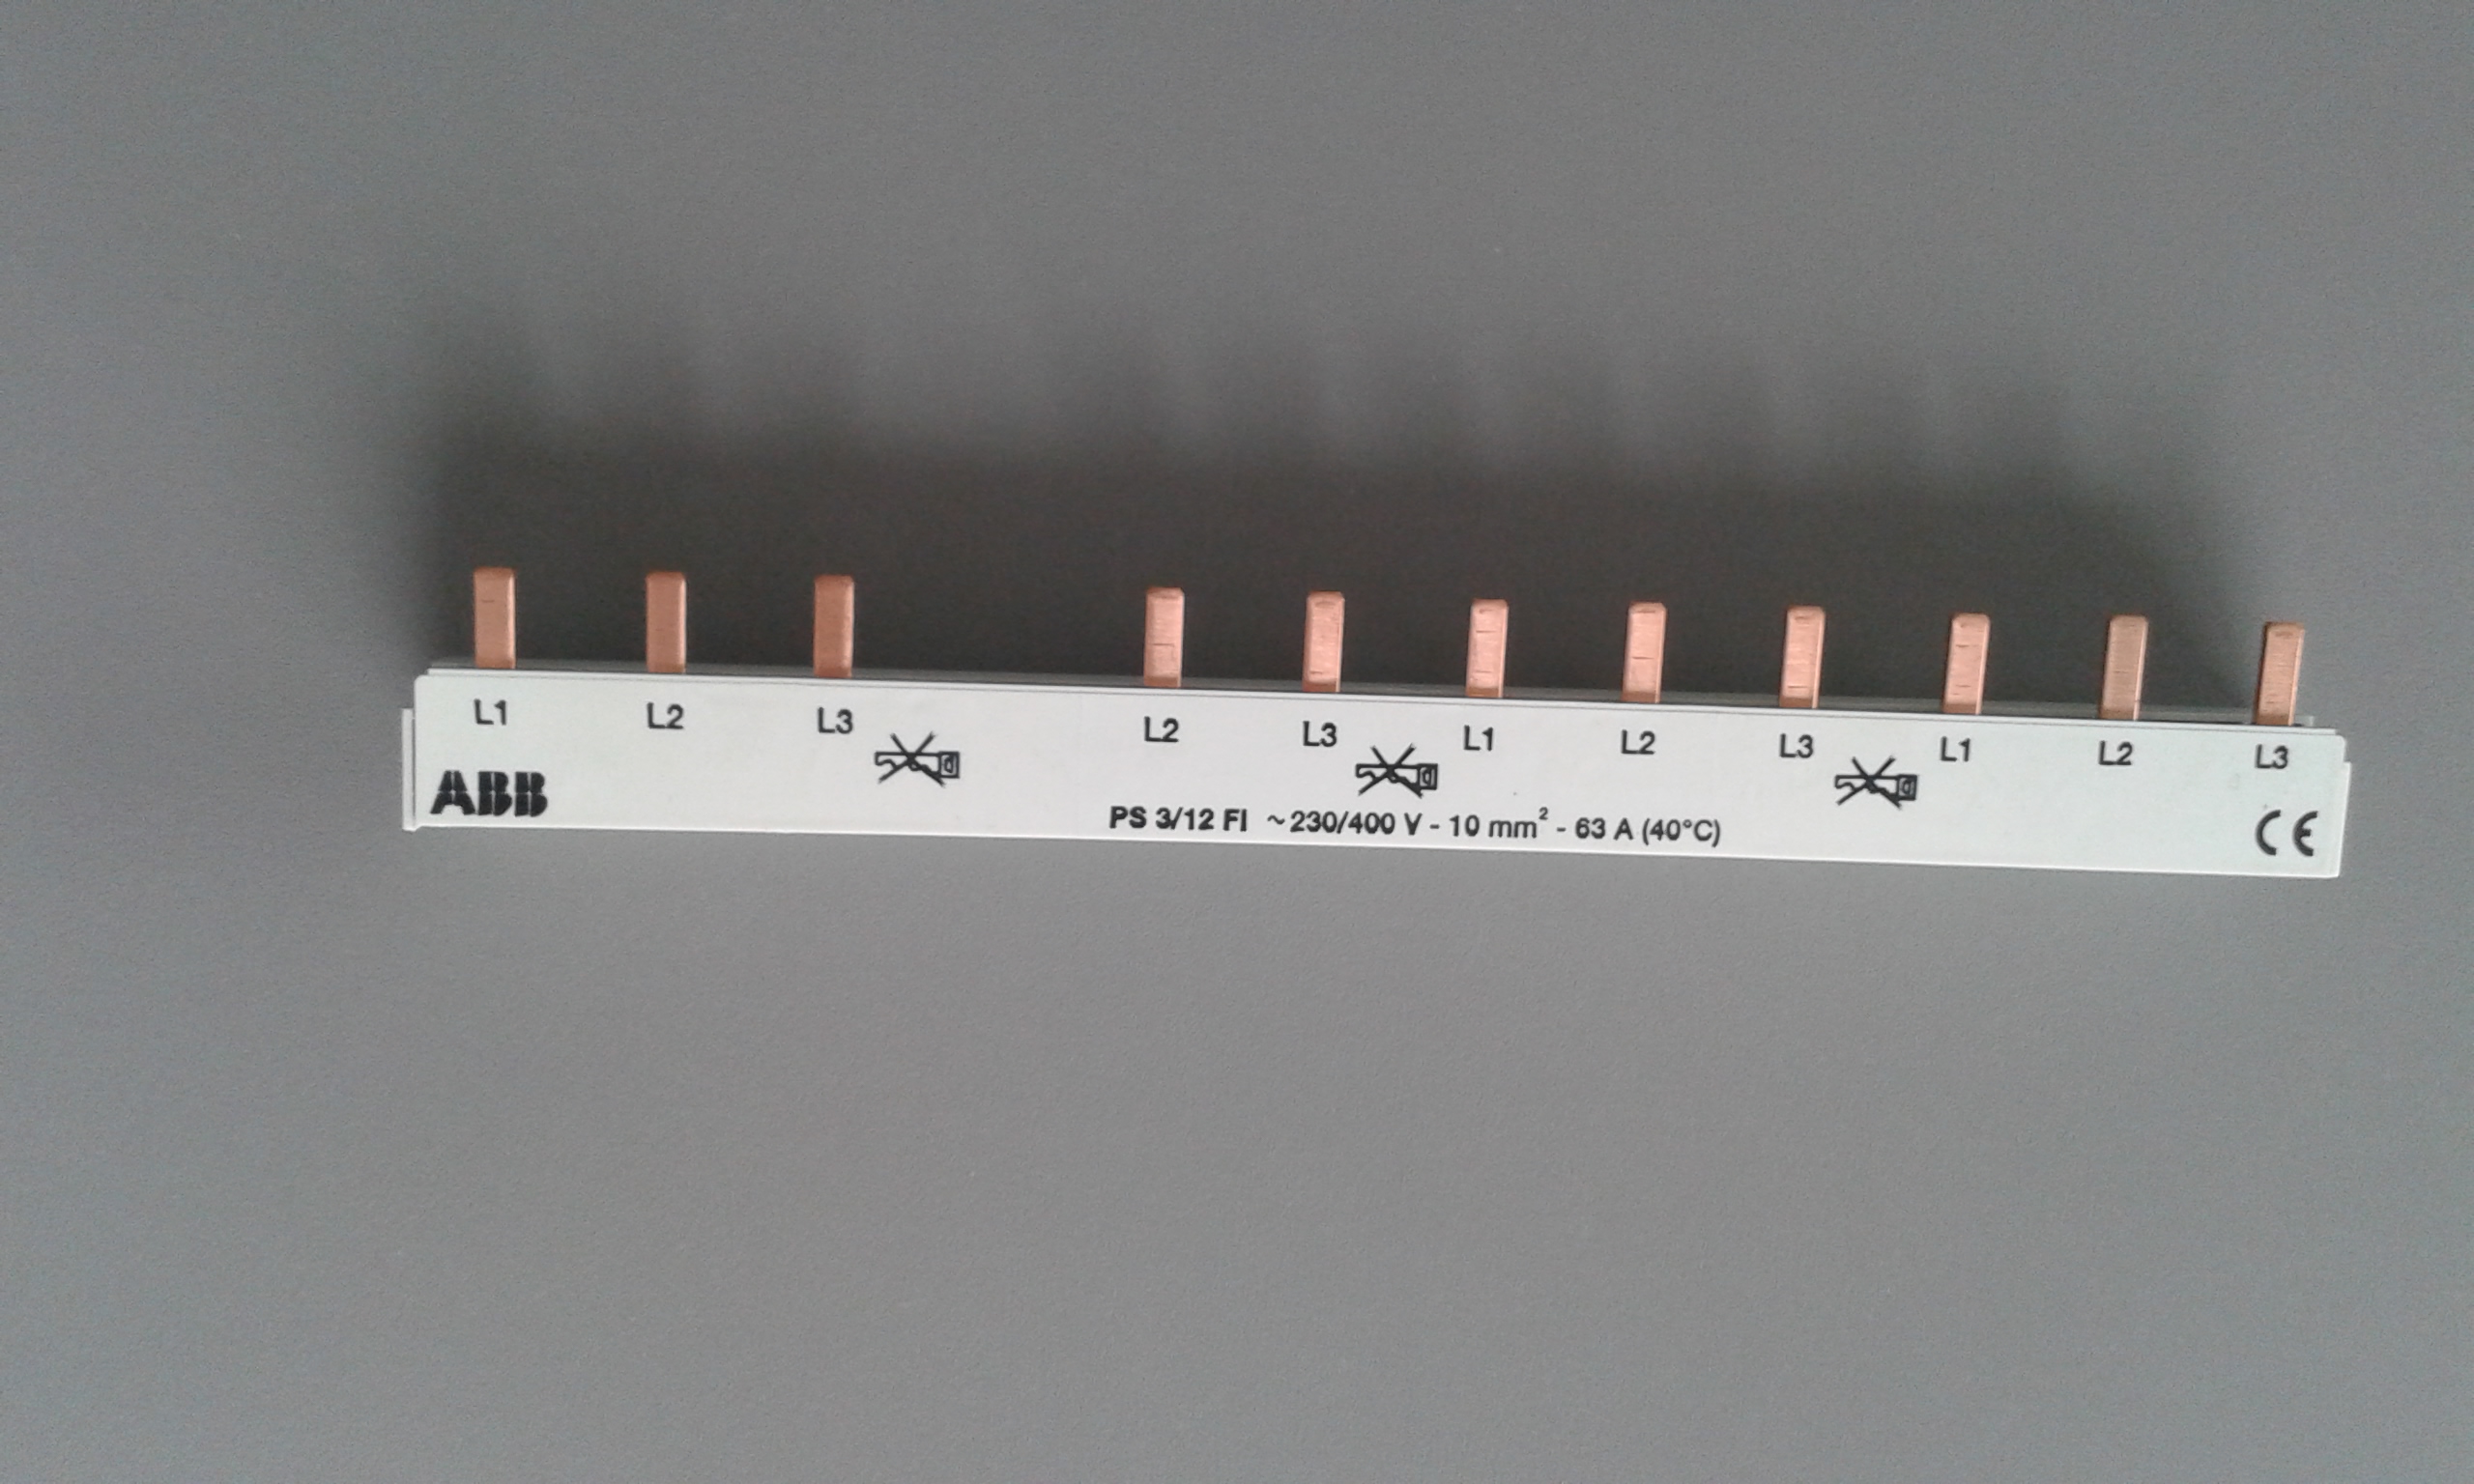 L1 L2 L3 L2 L3 L1 L2 L3 L1 L2 L3
ABB
PS 3/12 FI ~230/400 V - 10 mm² - 63 A (40°C)
CE